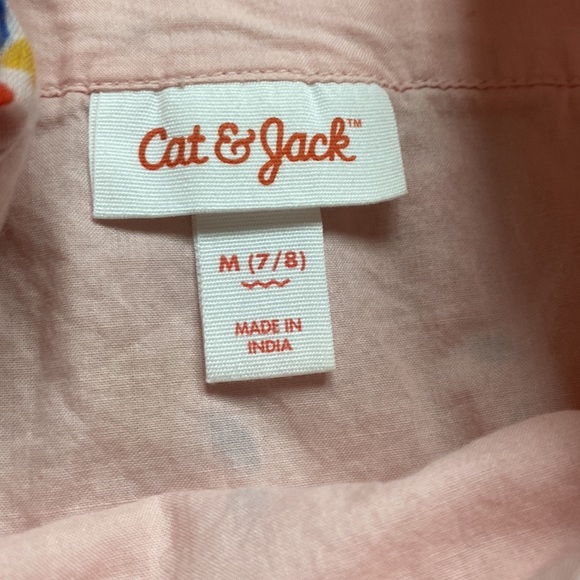 Cat & Jack™
M (7/8)
MADE IN
INDIA